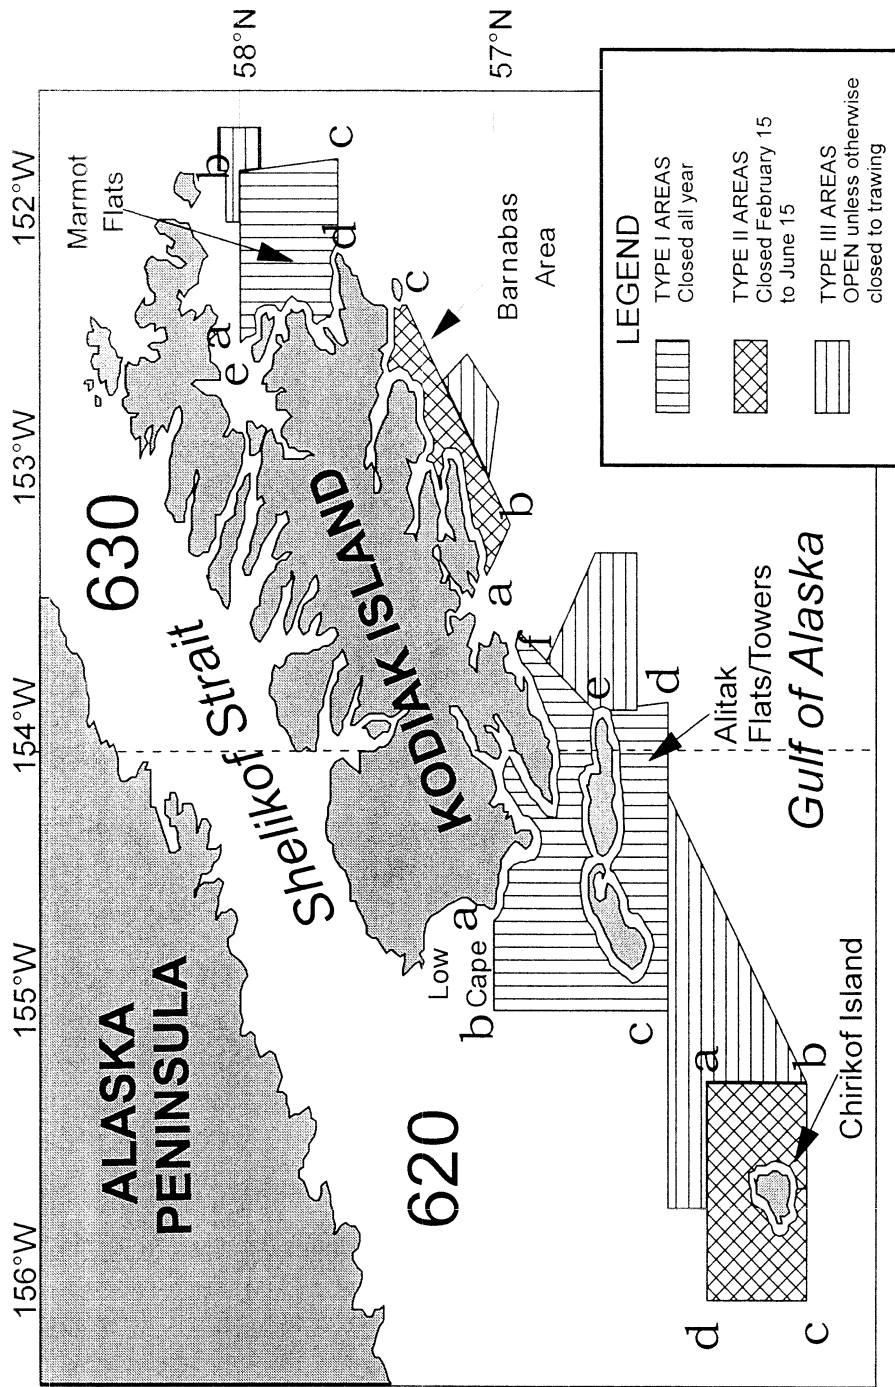 156°W
155°W
154°W
153°W
152°W
58°N
57°N
ALASKA
PENINSULA
620
630
Shelikof Strait
KODIAK ISLAND
Marmot
Flats
a
b
c
d
e
Barnabas
Area
a
b
c
Low
Cape
a
b
c
d
e
f
Alitak
Flats/Towers
Gulf of Alaska
a
b
c
d
Chirikof Island
LEGEND
TYPE I AREAS
Closed all year
TYPE II AREAS
Closed February 15
to June 15
TYPE III AREAS
OPEN unless otherwise
closed to trawing